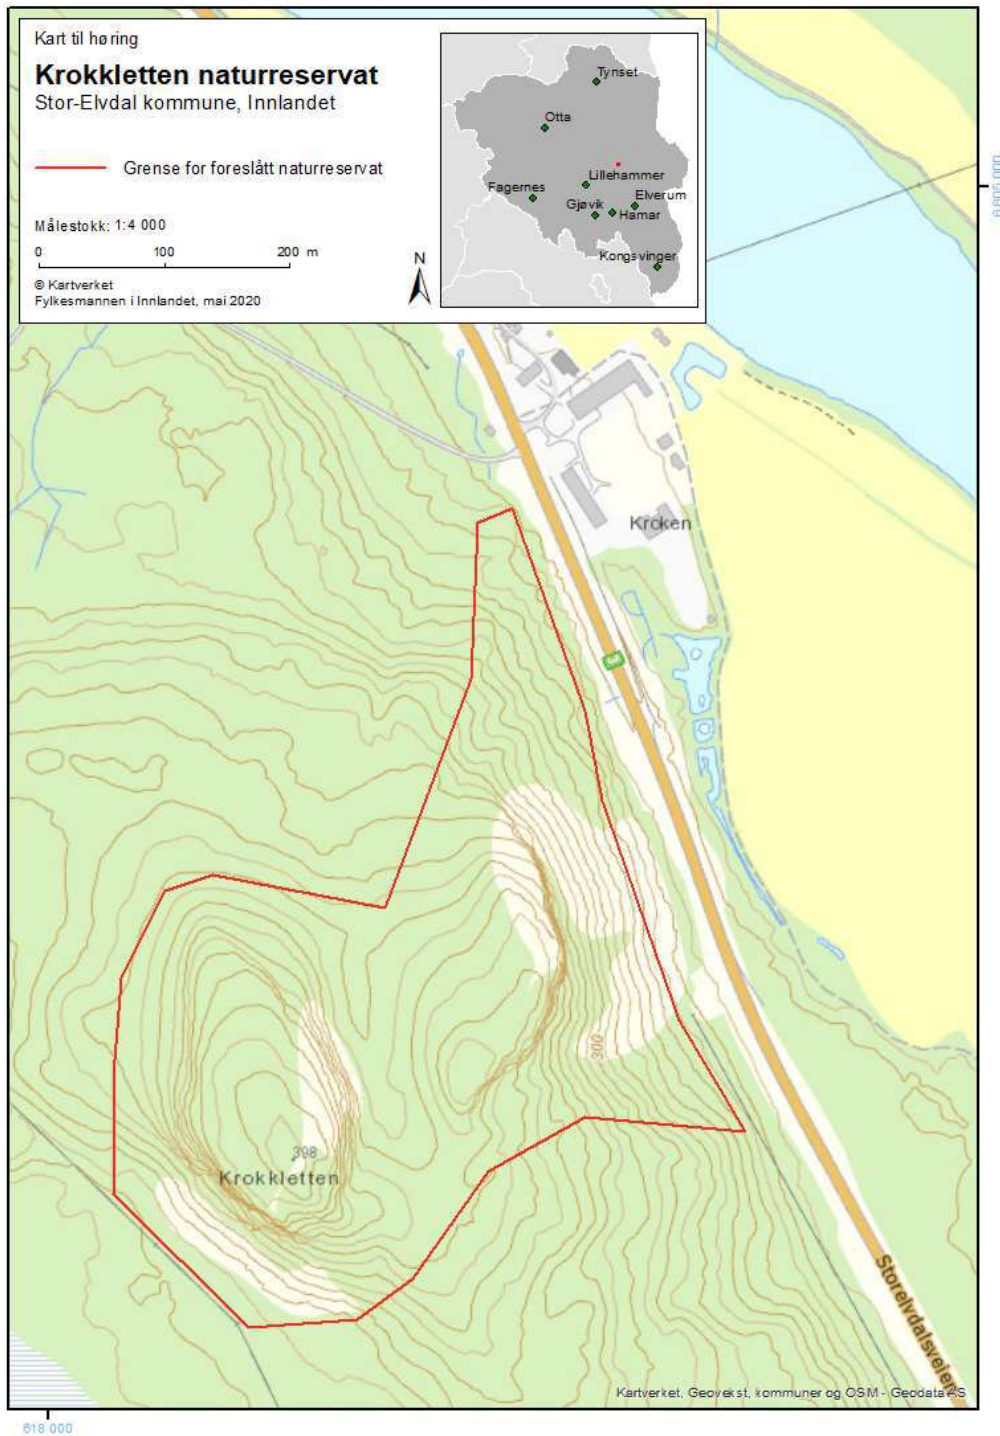 Kart til høring
Krokkletten naturreservat
Stor-Elvdal kommune, Innlandet
Grense for foreslått naturreservat
Målestokk: 1:4 000
0 100 200 m
© Kartverket
Fylkesmannen i Innlandet, mai 2020
N
Tynset
Otta
Lillehammer
Fagernes
Elverum
Gjøvik
Hamar
Kongsvinger
Kroken
300
398
Krokkletten
Storelvdalsveien
Kartverket, Geovekst, kommuner og OSM - Geodata AS
618 000